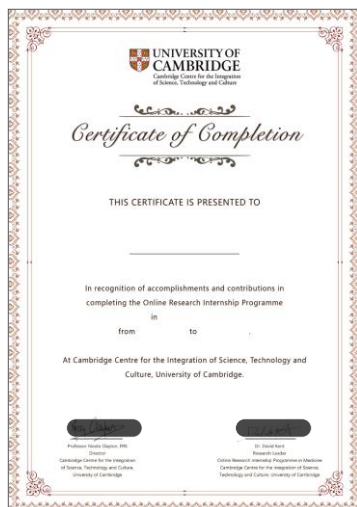 UNIVERSITY OF
CAMBRIDGE
Cambridge Centre for the Integration
of Science, Technology and Culture
Certificate of Completion
THIS CERTIFICATE IS PRESENTED TO
In recognition of accomplishments and contributions in
completing the Online Research Internship Programme
in
from to .
At Cambridge Centre for the Integration of Science, Technology and
Culture, University of Cambridge.
Professor Nicola Clayton, FRS
Director
Cambridge Centre for the Integration
of Science, Technology and Culture,
University of Cambridge
Dr. David Kent
Research Leader
Online Research Internship Programme in Medicine
Cambridge Centre for the Integration of Science,
Technology and Culture, University of Cambridge